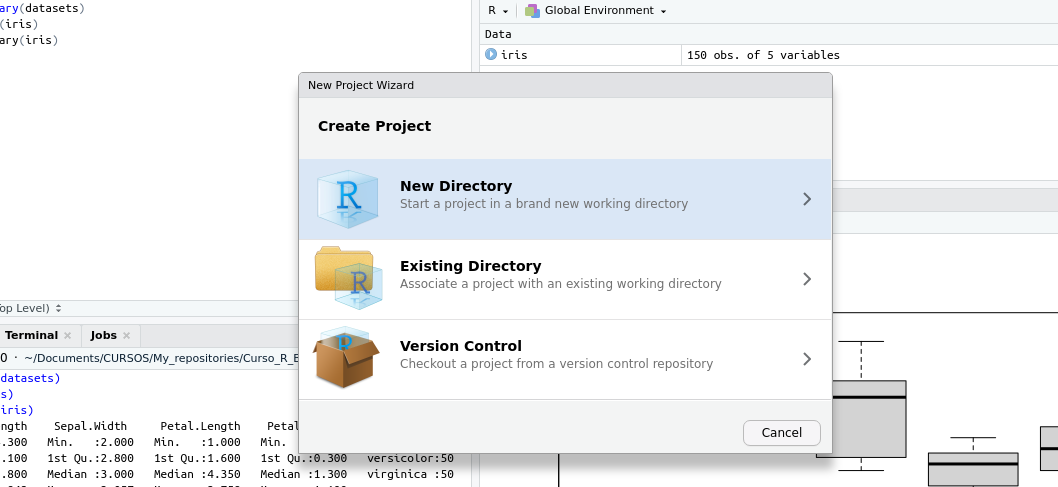 ary(datasets)
(iris)
ary(iris)
R
Global Environment
Data
iris 150 obs. of 5 variables
New Project Wizard
Create Project
New Directory
Start a project in a brand new working directory
Existing Directory
Associate a project with an existing working directory
Version Control
Checkout a project from a version control repository
Cancel
op Level)
Terminal Jobs
0 · ~/Documents/CURSOS/My_repositories/Curso_R_
datasets)
s)
iris)
ngth Sepal.Width Petal.Length Petal
.300 Min. :2.000 Min. :1.000 Min.
.100 1st Qu.:2.800 1st Qu.:1.600 1st Qu.:0.300 versicolor:50
.800 Median :3.000 Median :4.350 Median :1.300 virginica :50